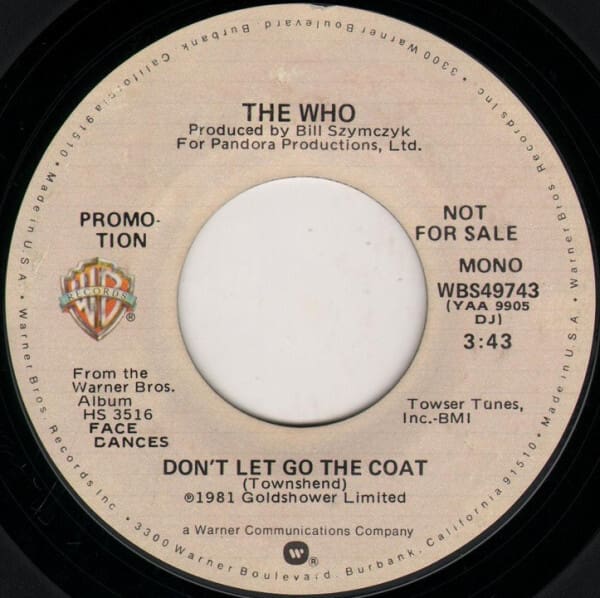 THE WHO
Produced by Bill Szymczyk
For Pandora Productions, Ltd.
PROMO-
TION
NOT
FOR SALE
MONO
WBS49743
(YAA 9905
DJ)
3:43
WB
RECORDS
®
From the
Warner Bros.
Album
HS 3516
FACE
DANCES
Towser Tunes,
Inc.-BMI
DON'T LET GO THE COAT
(Townshend)
℗1981 Goldshower Limited
a Warner Communications Company
®
Warner Bros. Records Inc. • 3300 Warner Boulevard, Burbank, California 91510 • Made in U.S.A. • Warner Bros. Records Inc. • 3300 Warner Boulevard, Burbank, California 91510 • Made in U.S.A. •